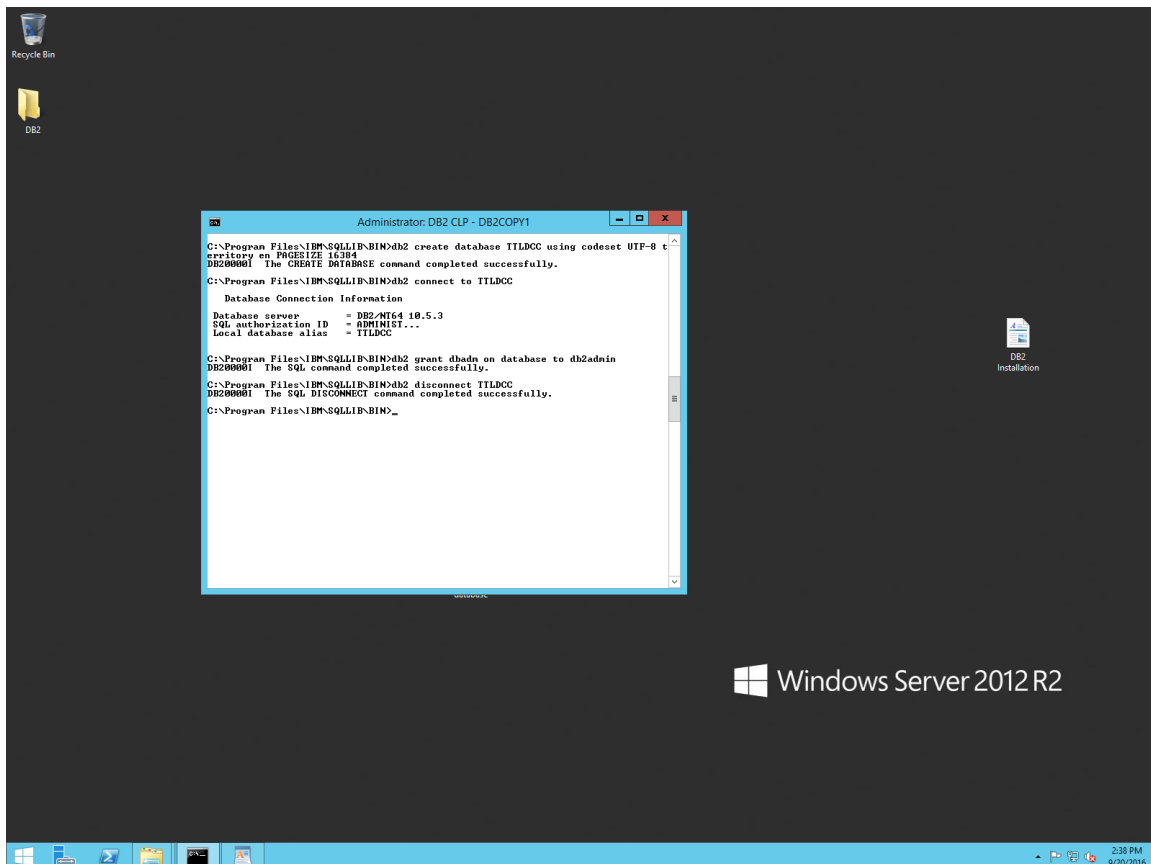 Recycle Bin
DB2
Administrator: DB2 CLP - DB2COPY1
C:\Program Files\IBM\SQLLIB\BIN>db2 create database TTLDCC using codeset UTF-8 t
erritory en PAGESIZE 16384
DB20000I  The CREATE DATABASE command completed successfully.
C:\Program Files\IBM\SQLLIB\BIN>db2 connect to TTLDCC
Database Connection Information
Database server = DB2/NT64 10.5.3
SQL authorization ID = ADMINIST...
Local database alias = TTLDCC
C:\Program Files\IBM\SQLLIB\BIN>db2 grant dbadm on database to db2admin
DB20000I  The SQL command completed successfully.
C:\Program Files\IBM\SQLLIB\BIN>db2 disconnect TTLDCC
DB20000I  The SQL DISCONNECT command completed successfully.
C:\Program Files\IBM\SQLLIB\BIN>_
database
DB2
Installation
Windows Server 2012 R2
2:38 PM
9/20/2016